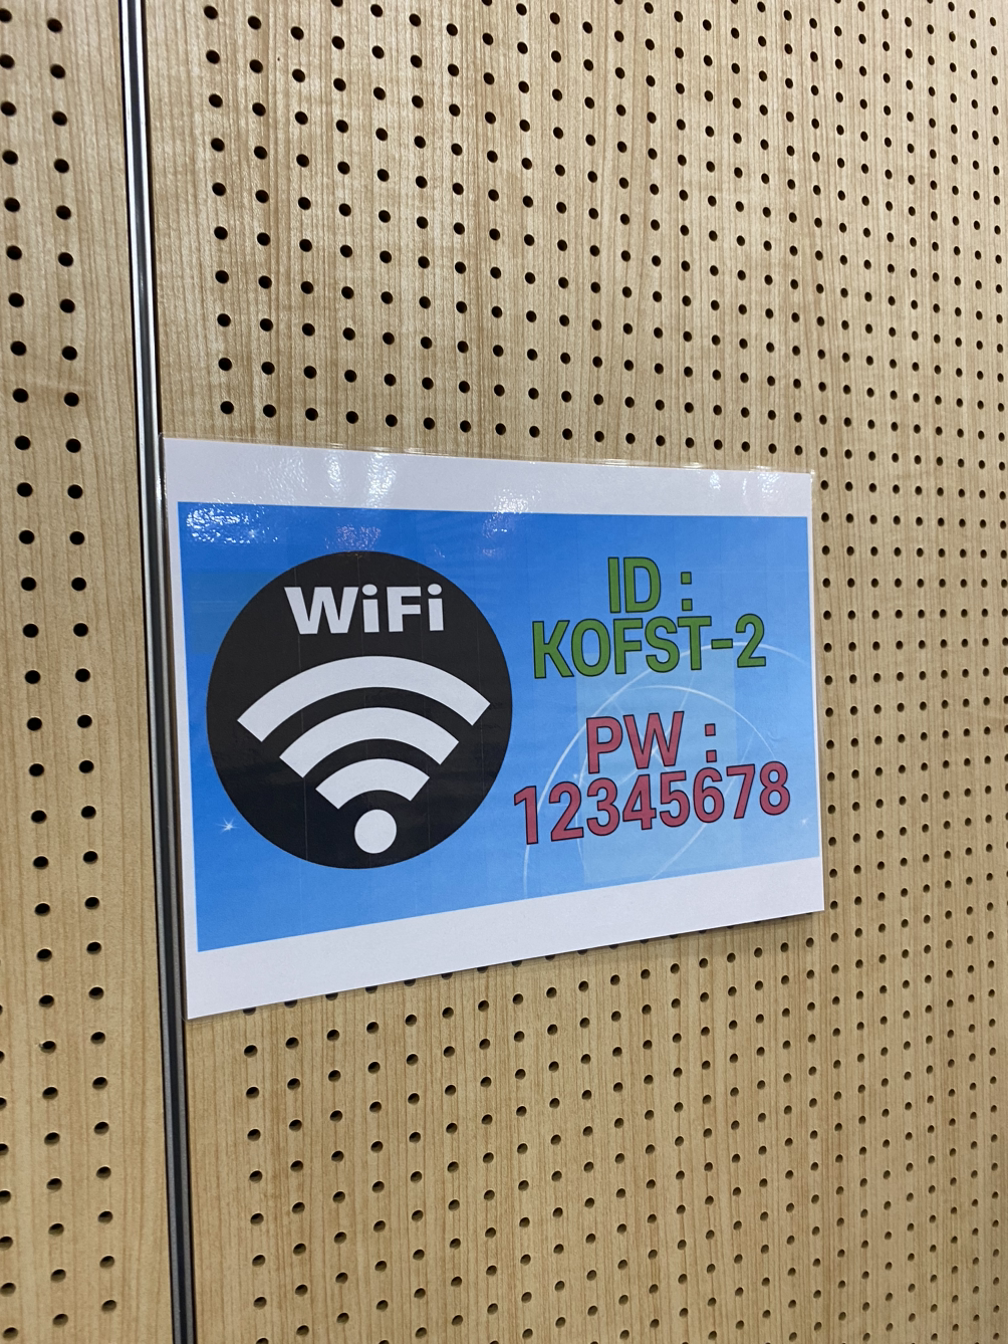 WiFi
ID :
KOFST-2
PW :
12345678